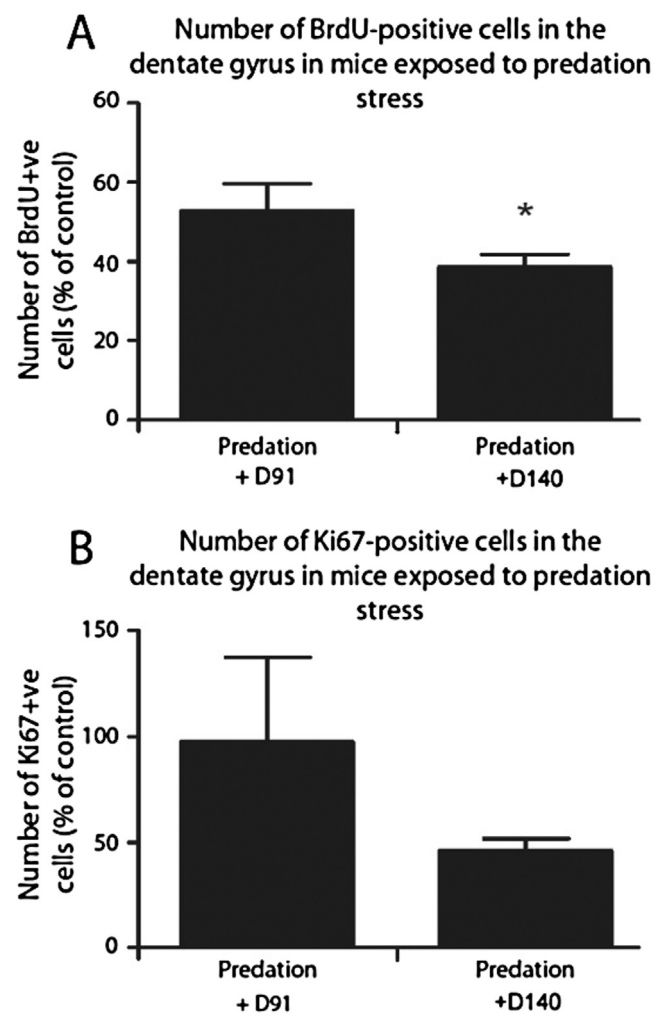 A
Number of BrdU-positive cells in the
dentate gyrus in mice exposed to predation
stress
Number of BrdU+ve
cells (% of control)
60
60
40
20
0
*
Predation
+ D91
Predation
+D140
B
Number of Ki67-positive cells in the
dentate gyrus in mice exposed to predation
stress
Number of Ki67+ve
cells (% of control)
150
100
50
0
Predation
+ D91
Predation
+D140